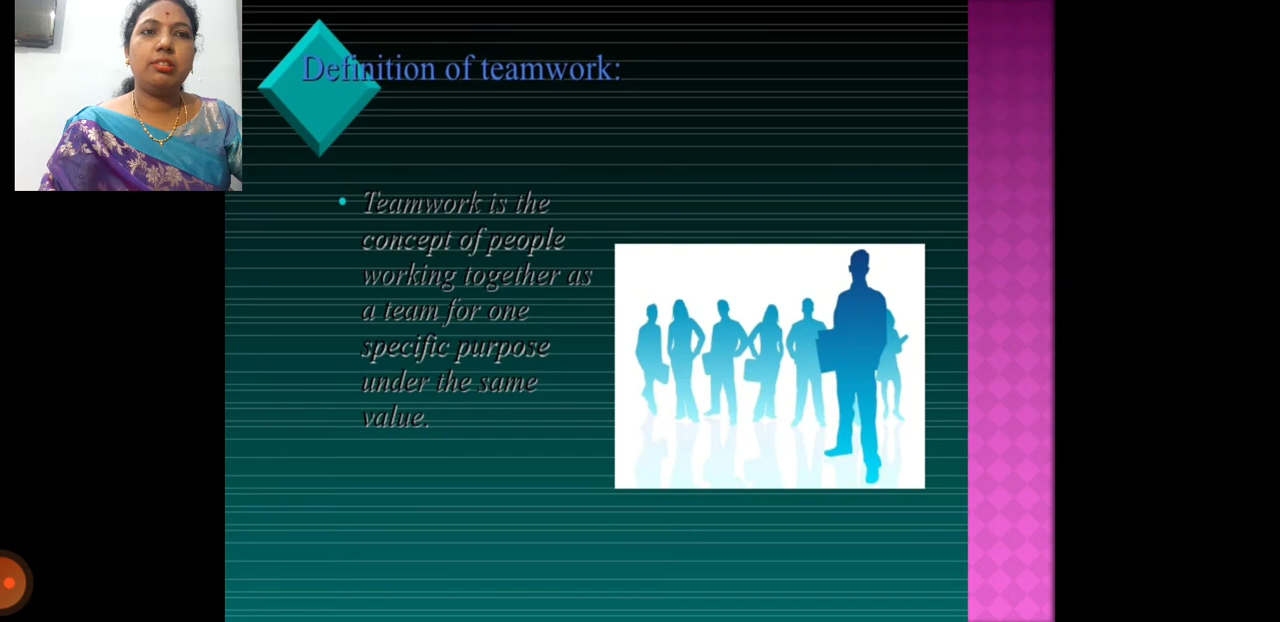 Definition of teamwork:
• Teamwork is the
concept of people
working together as
a team for one
specific purpose
under the same
value.